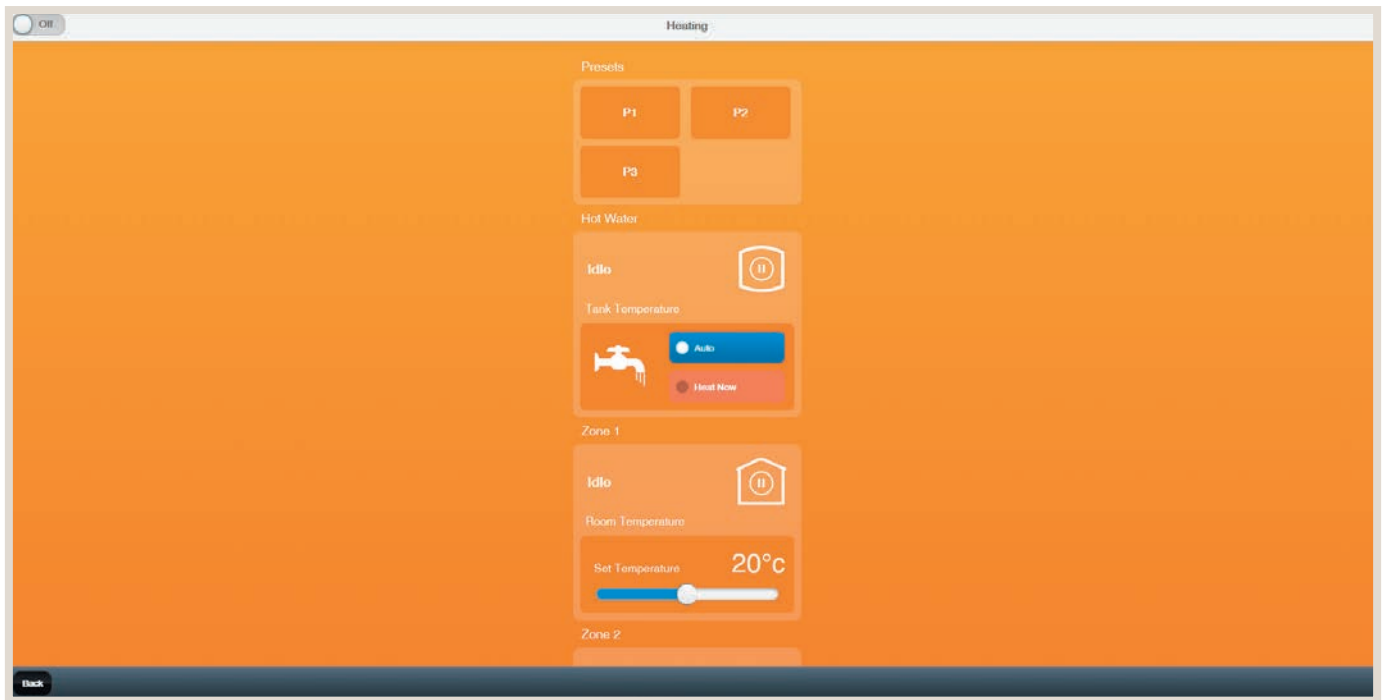 Off
Heating
Presets
P1 P2
P3
Hot Water
Idle
Tank Temperature
Auto
Heat Now
Zone 1
Idle
Room Temperature
Set Temperature 20°c
Zone 2
Back